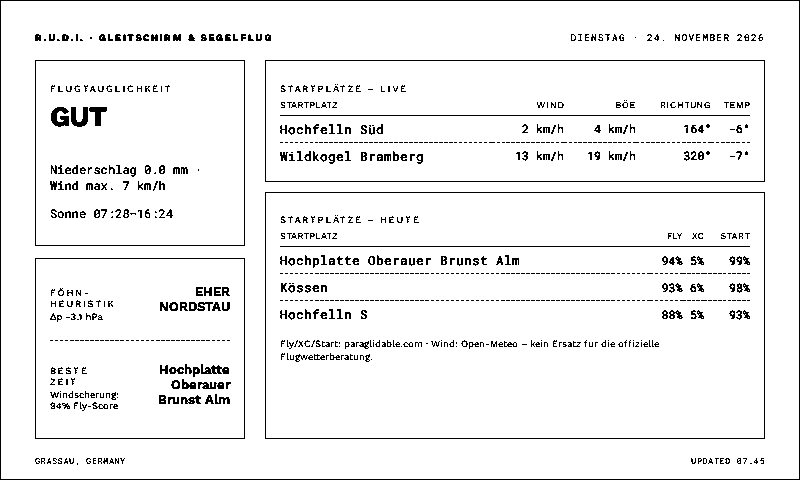 R.U.D.I. · GLEITSCHIRM & SEGELFLUG
DIENSTAG · 24. NOVEMBER 2026
FLUGTAUGLICHKEIT
GUT
Niederschlag 0.0 mm ·
Wind max. 7 km/h
Sonne 07:28–16:24
FÖHN-
HEURISTIK
Δp -3.1 hPa
EHER
NORDSTAU
BESTE
ZEIT
Windscherung:
94% Fly-Score
Hochplatte
Oberauer
Brunst Alm
STARTPLÄTZE – LIVE
STARTPLATZ WIND BÖE RICHTUNG TEMP
Hochfelln Süd 2 km/h 4 km/h 164° -6°
Wildkogel Bramberg 13 km/h 19 km/h 320° -7°
STARTPLÄTZE – HEUTE
STARTPLATZ FLY XC START
Hochplatte Oberauer Brunst Alm 94% 5% 99%
Kössen 93% 6% 98%
Hochfelln S 88% 5% 93%
Fly/XC/Start: paraglidable.com · Wind: Open-Meteo – kein Ersatz für die offizielle
Flugwetterberatung.
GRASSAU, GERMANY
UPDATED 07.45